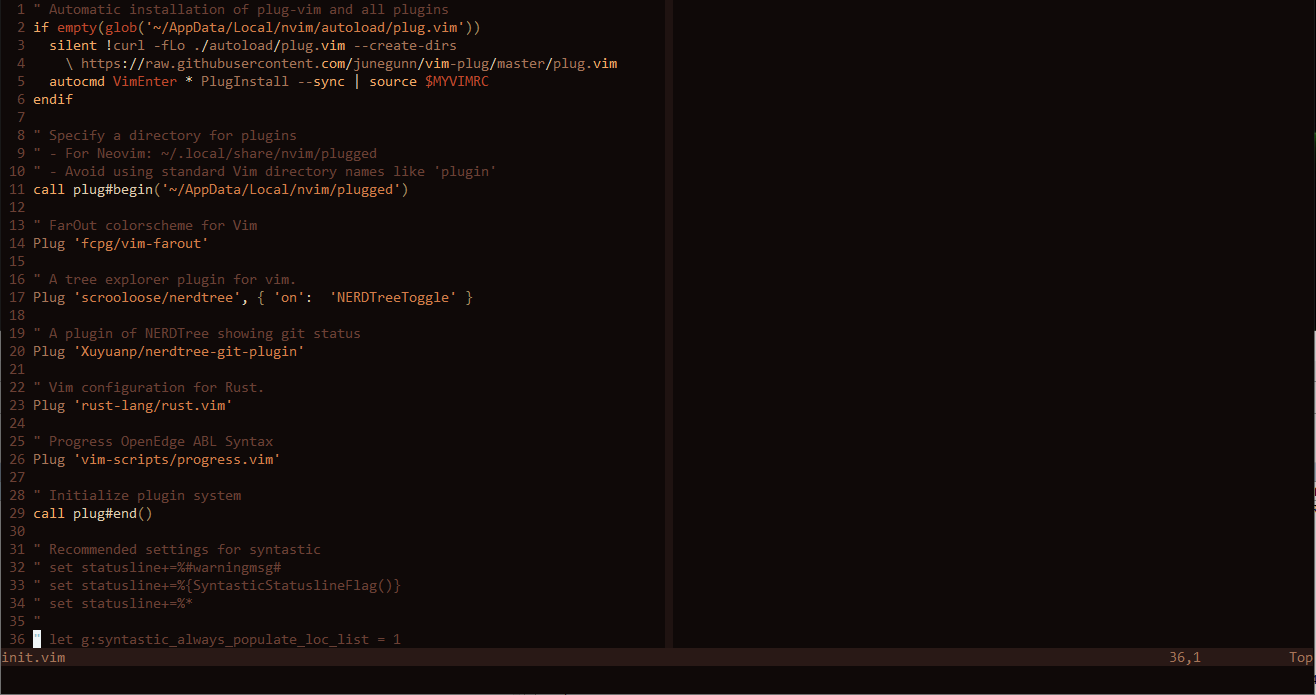 1 " Automatic installation of plug-vim and all plugins
2 if empty(glob('~/AppData/Local/nvim/autoload/plug.vim'))
3   silent !curl -fLo ./autoload/plug.vim --create-dirs
4     \ https://raw.githubusercontent.com/junegunn/vim-plug/master/plug.vim
5   autocmd VimEnter * PlugInstall --sync | source $MYVIMRC
6 endif
7
8 " Specify a directory for plugins
9 " - For Neovim: ~/.local/share/nvim/plugged
10 " - Avoid using standard Vim directory names like 'plugin'
11 call plug#begin('~/AppData/Local/nvim/plugged')
12
13 " FarOut colorscheme for Vim
14 Plug 'fcpg/vim-farout'
15
16 " A tree explorer plugin for vim.
17 Plug 'scrooloose/nerdtree', { 'on':  'NERDTreeToggle' }
18
19 " A plugin of NERDTree showing git status
20 Plug 'Xuyuanp/nerdtree-git-plugin'
21
22 " Vim configuration for Rust.
23 Plug 'rust-lang/rust.vim'
24
25 " Progress OpenEdge ABL Syntax
26 Plug 'vim-scripts/progress.vim'
27
28 " Initialize plugin system
29 call plug#end()
30
31 " Recommended settings for syntastic
32 " set statusline+=%#warningmsg#
33 " set statusline+=%{SyntasticStatuslineFlag()}
34 " set statusline+=%*
35 "
36 " let g:syntastic_always_populate_loc_list = 1
init.vim 36,1 Top